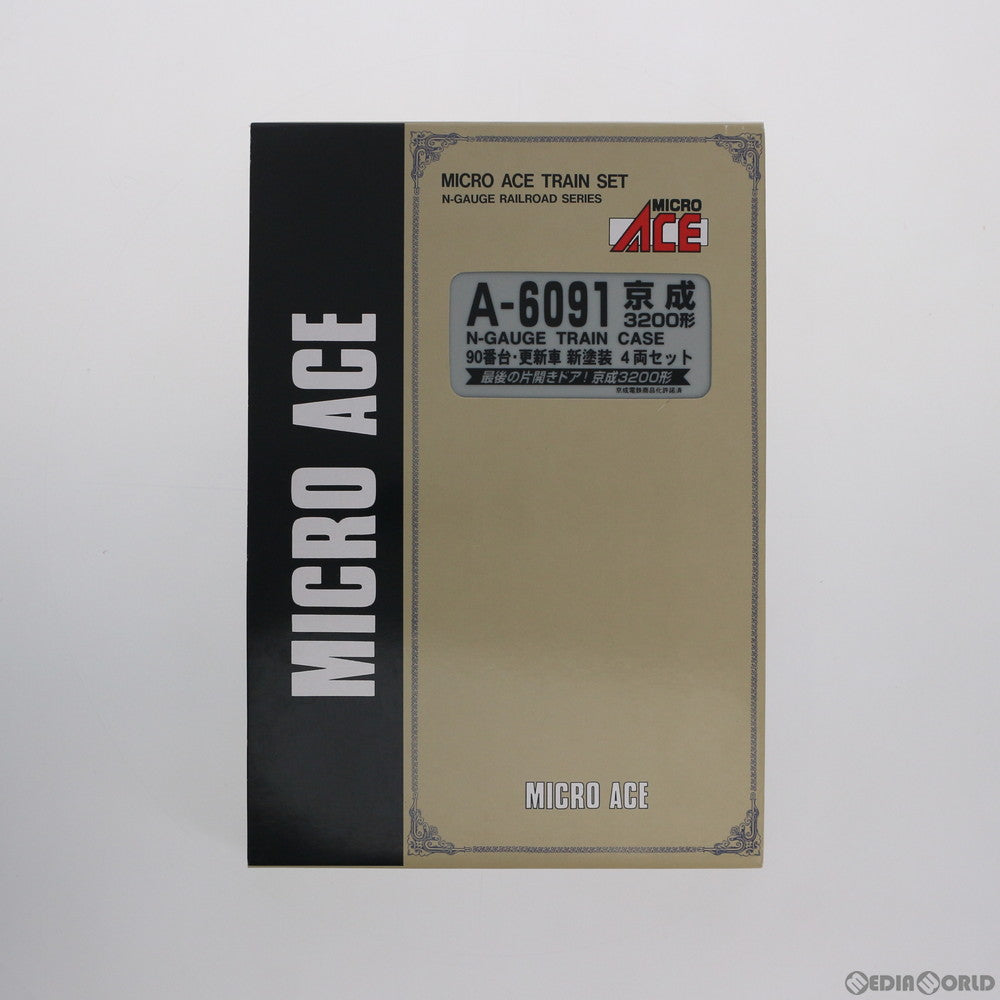 MICRO ACE
MICRO ACE TRAIN SET
N-GAUGE RAILROAD SERIES
MICRO
ACE
A-6091 京成
3200形
N-GAUGE TRAIN CASE
90番台・更新車 新塗装 4両セット
最後の片開きドア!京成3200形
京成電鉄商品化許諾済
MICRO ACE
MEDIAWORLD